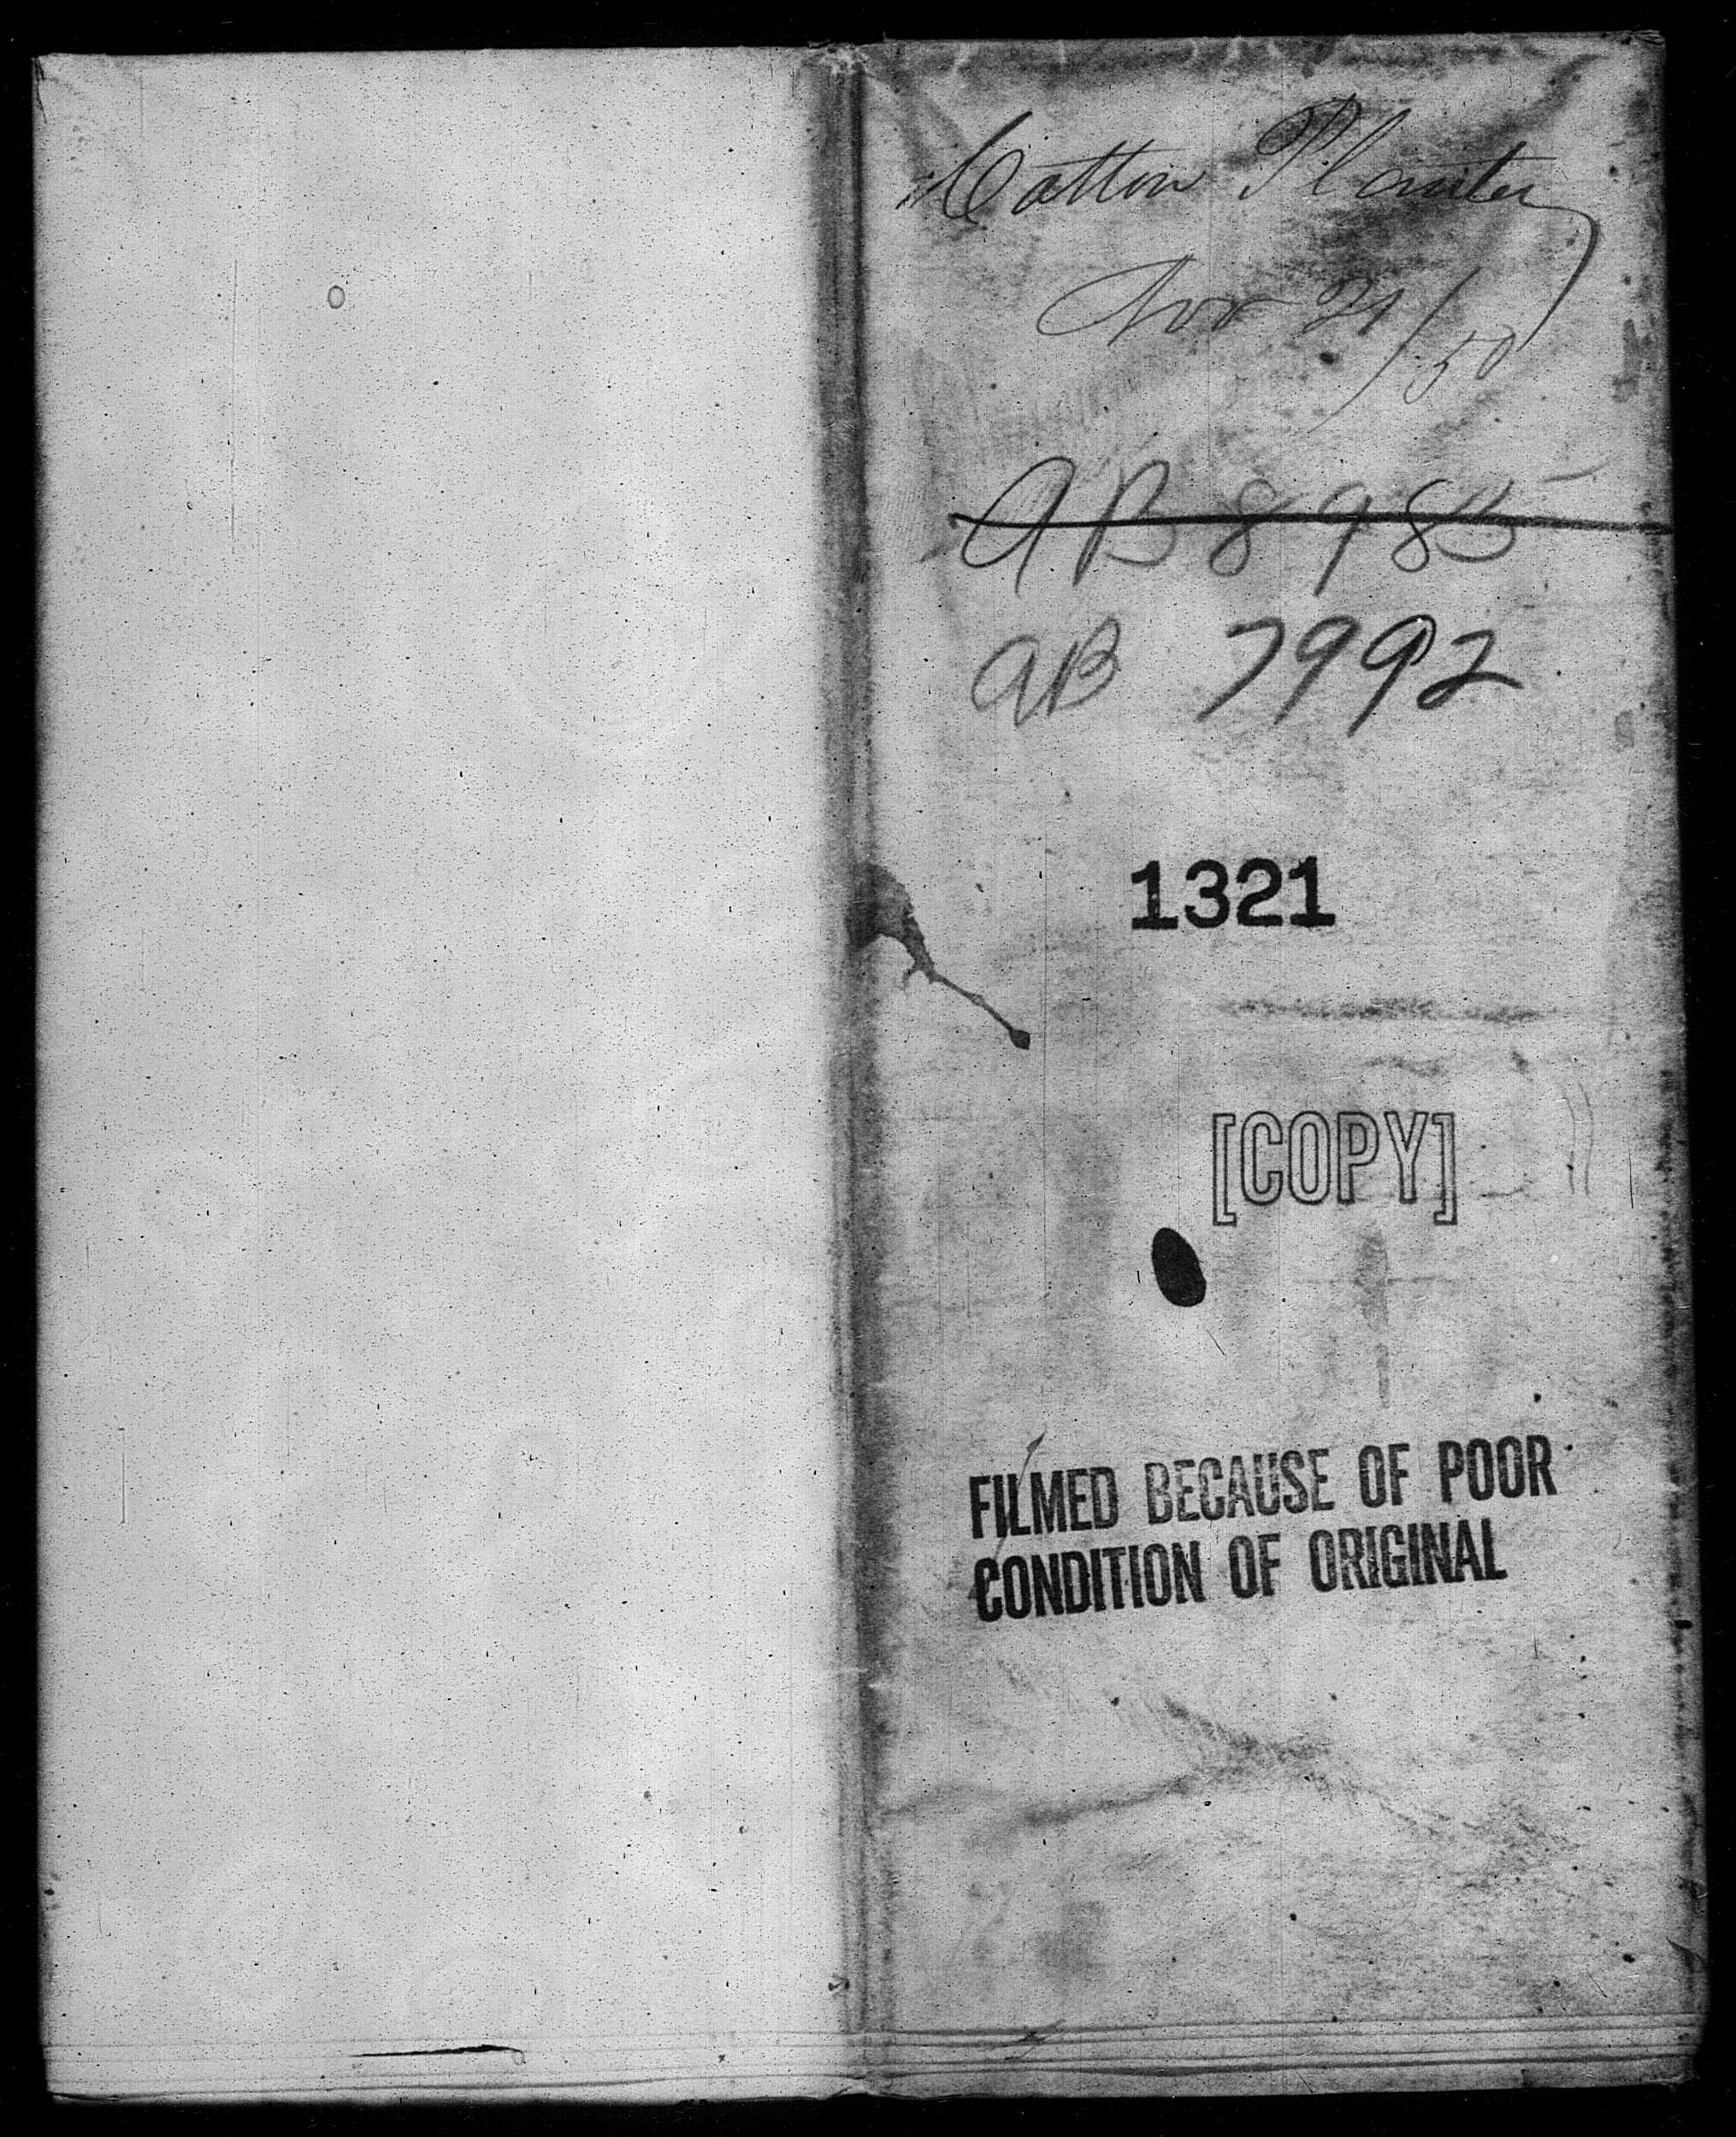 Cotton Planter
Nov 21/50
AB 8985
AB 7992
1321
[COPY]
FILMED BECAUSE OF POOR
CONDITION OF ORIGINAL